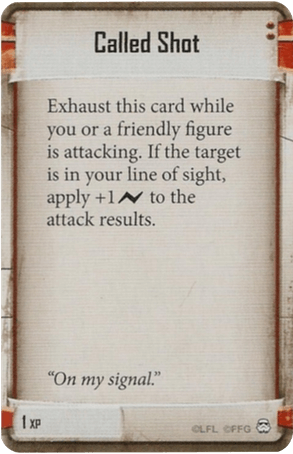 Called Shot
Exhaust this card while
you or a friendly figure
is attacking. If the target
is in your line of sight,
apply +1 to the
attack results.
“On my signal.”
1 XP
©LFL ©FFG